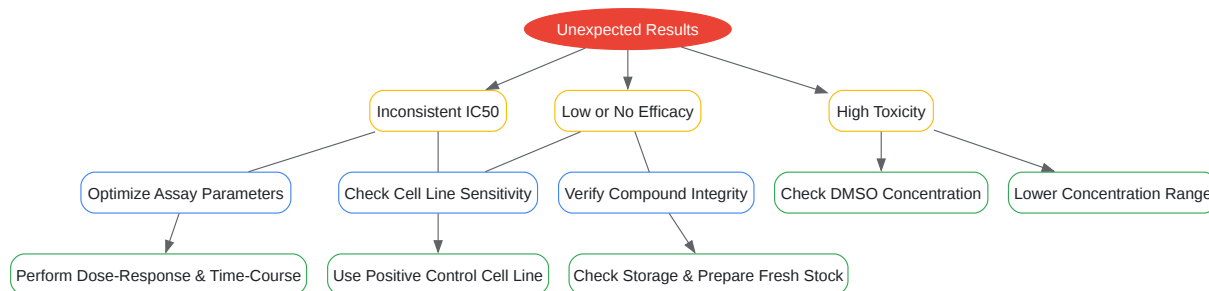 Unexpected Results
Inconsistent IC50
Low or No Efficacy
High Toxicity
Optimize Assay Parameters
Check Cell Line Sensitivity
Verify Compound Integrity
Check DMSO Concentration
Lower Concentration Range
Perform Dose-Response & Time-Course
Use Positive Control Cell Line
Check Storage & Prepare Fresh Stock